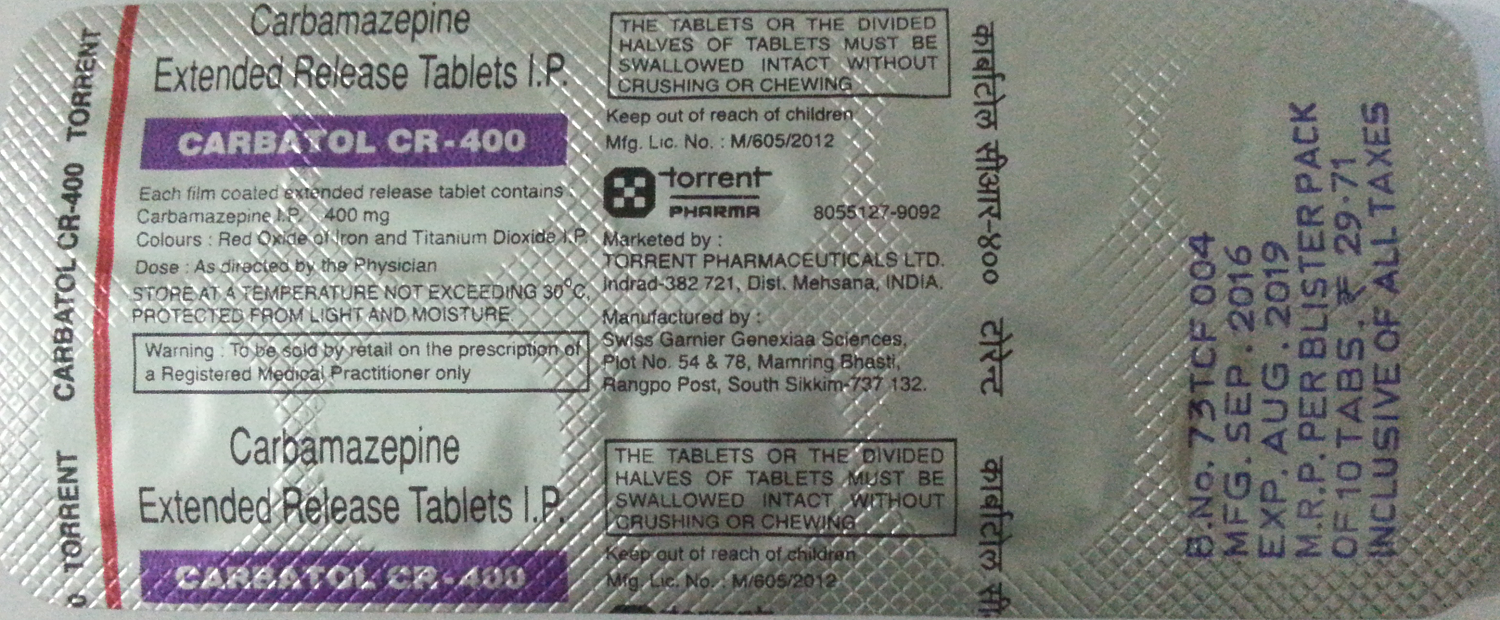 CARBATOL CR-400 TORRENT
0 TORRENT
Carbamazepine
Extended Release Tablets I.P.
CARBATOL CR-400
Each film coated extended release tablet contains :
Carbamazepine I.P. 400 mg
Colours : Red Oxide of Iron and Titanium Dioxide I.P.
Dose : As directed by the Physician
STORE AT A TEMPERATURE NOT EXCEEDING 30°C,
PROTECTED FROM LIGHT AND MOISTURE
Warning : To be sold by retail on the prescription of
a Registered Medical Practitioner only
Carbamazepine
Extended Release Tablets I.P.
CARBATOL CR-400
THE TABLETS OR THE DIVIDED
HALVES OF TABLETS MUST BE
SWALLOWED INTACT WITHOUT
CRUSHING OR CHEWING
Keep out of reach of children
Mfg. Lic. No. : M/605/2012
torrent
PHARMA 8055127-9092
Marketed by :
TORRENT PHARMACEUTICALS LTD.
Indrad-382 721, Dist. Mehsana, INDIA.
Manufactured by :
Swiss Garnier Genexiaa Sciences,
Plot No. 54 & 78, Mamring Bhasti,
Rangpo Post, South Sikkim-737 132.
THE TABLETS OR THE DIVIDED
HALVES OF TABLETS MUST BE
SWALLOWED INTACT WITHOUT
CRUSHING OR CHEWING
Keep out of reach of children
Mfg. Lic. No. : M/605/2012
torrent
कार्बाटोल सीआर-४०० टोरेन्ट
कार्बाटोल सी
B.No. 73TCF004
MFG. SEP. 2016
EXP. AUG. 2019
M.R.P. PER BLISTER PACK
OF 10 TABS. ₹ 29.71
INCLUSIVE OF ALL TAXES